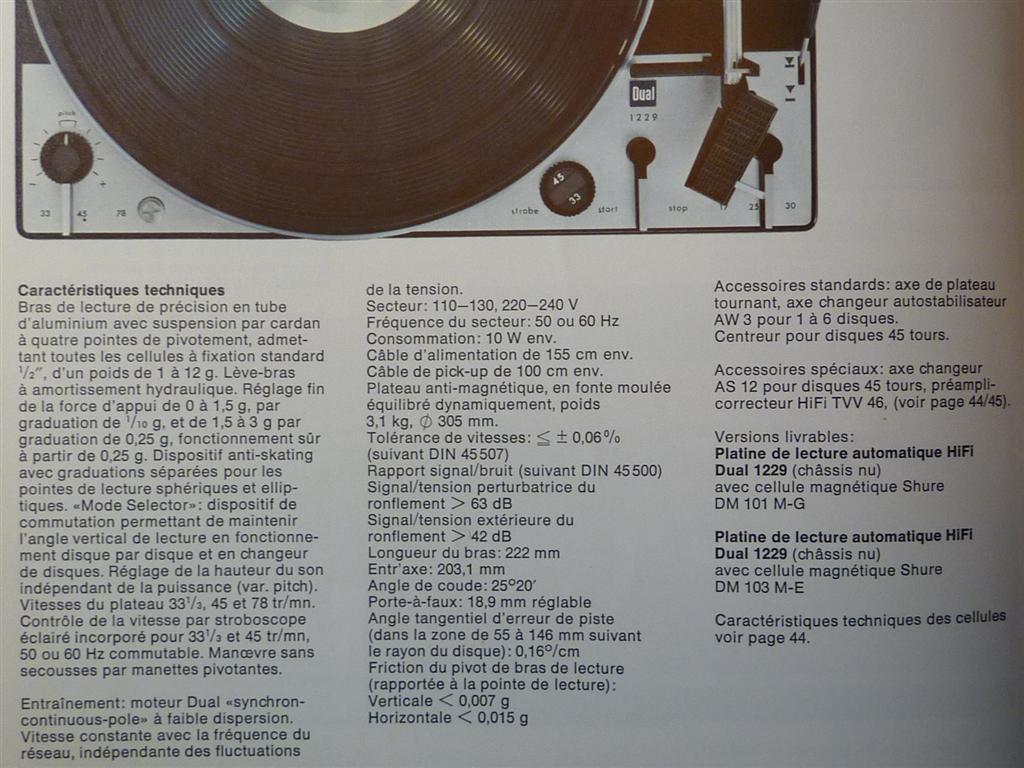 pitch
Dual
1229
45
33
- +
33 45 78
strobe start stop 17 25 30
Caractéristiques techniques
Bras de lecture de précision en tube
d'aluminium avec suspension par cardan
à quatre pointes de pivotement, admet-
tant toutes les cellules à fixation standard
1/2", d'un poids de 1 à 12 g. Lève-bras
à amortissement hydraulique. Réglage fin
de la force d'appui de 0 à 1,5 g, par
graduation de 1/10 g, et de 1,5 à 3 g par
graduation de 0,25 g, fonctionnement sûr
à partir de 0,25 g. Dispositif anti-skating
avec graduations séparées pour les
pointes de lecture sphériques et ellip-
tiques. «Mode Selector»: dispositif de
commutation permettant de maintenir
l'angle vertical de lecture en fonctionne-
ment disque par disque et en changeur
de disques. Réglage de la hauteur du son
indépendant de la puissance (var. pitch).
Vitesses du plateau 33 1/3, 45 et 78 tr/mn.
Contrôle de la vitesse par stroboscope
éclairé incorporé pour 33 1/3 et 45 tr/mn,
50 ou 60 Hz commutable. Manœvre sans
secousses par manettes pivotantes.
Entraînement: moteur Dual «synchron-
continuous-pole» à faible dispersion.
Vitesse constante avec la fréquence du
réseau, indépendante des fluctuations
de la tension.
Secteur: 110—130, 220—240 V
Fréquence du secteur: 50 ou 60 Hz
Consommation: 10 W env.
Câble d'alimentation de 155 cm env.
Câble de pick-up de 100 cm env.
Plateau anti-magnétique, en fonte moulée
équilibré dynamiquement, poids
3,1 kg, ∅ 305 mm.
Tolérance de vitesses: ≦ ± 0,06 %
(suivant DIN 45507)
Rapport signal/bruit (suivant DIN 45500)
Signal/tension perturbatrice du
ronflement > 63 dB
Signal/tension extérieure du
ronflement > 42 dB
Longueur du bras: 222 mm
Entr'axe: 203,1 mm
Angle de coude: 25°20'
Porte-à-faux: 18,9 mm réglable
Angle tangentiel d'erreur de piste
(dans la zone de 55 à 146 mm suivant
le rayon du disque): 0,16°/cm
Friction du pivot de bras de lecture
(rapportée à la pointe de lecture):
Verticale < 0,007 g
Horizontale < 0,015 g
Accessoires standards: axe de plateau
tournant, axe changeur autostabilisateur
AW 3 pour 1 à 6 disques.
Centreur pour disques 45 tours.
Accessoires spéciaux: axe changeur
AS 12 pour disques 45 tours, préampli-
correcteur HiFi TVV 46, (voir page 44/45).
Versions livrables:
Platine de lecture automatique HiFi
Dual 1229 (châssis nu)
avec cellule magnétique Shure
DM 101 M-G
Platine de lecture automatique HiFi
Dual 1229 (châssis nu)
avec cellule magnétique Shure
DM 103 M-E
Caractéristiques techniques des cellules
voir page 44.